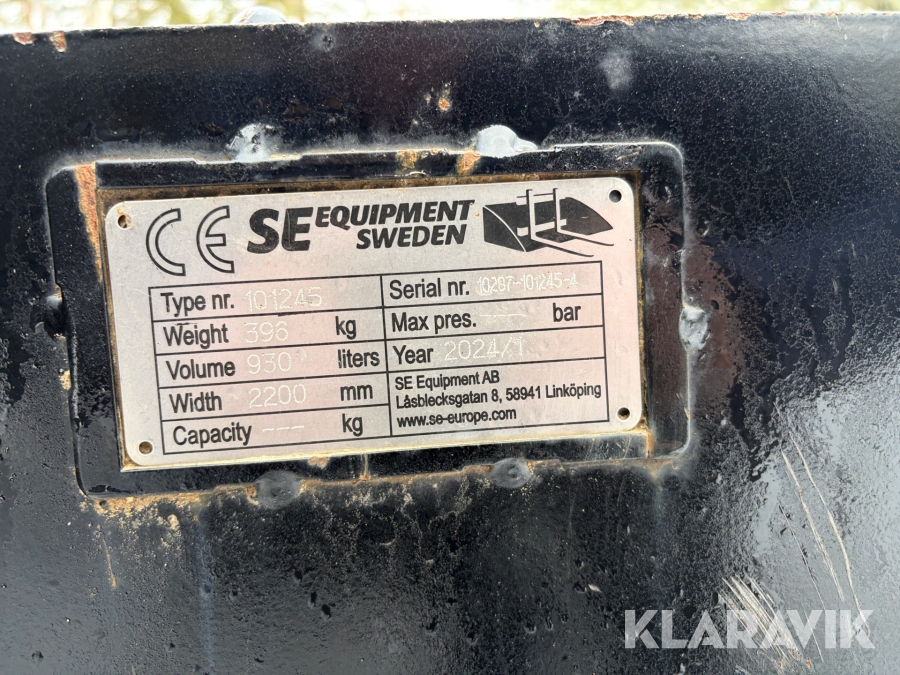 CE SE EQUIPMENT
SWEDEN
Type nr. 101245
Weight 396 kg
Volume 930 liters
Width 2200 mm
Capacity --- kg
Serial nr. 10287-101245-4
Max pres. --- bar
Year 2024/1
SE Equipment AB
Låsblecksgatan 8, 58941 Linköping
www.se-europe.com
KLARAVIK